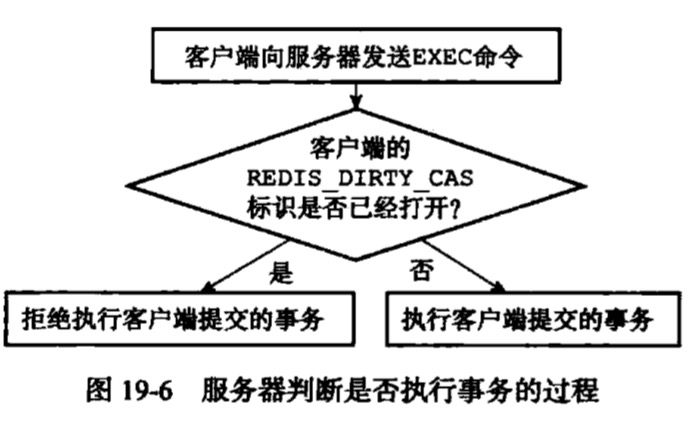 客户端向服务器发送EXEC命令
客户端的
REDIS_DIRTY_CAS
标识是否已经打开?
是
否
拒绝执行客户端提交的事务
执行客户端提交的事务
图 19-6 服务器判断是否执行事务的过程